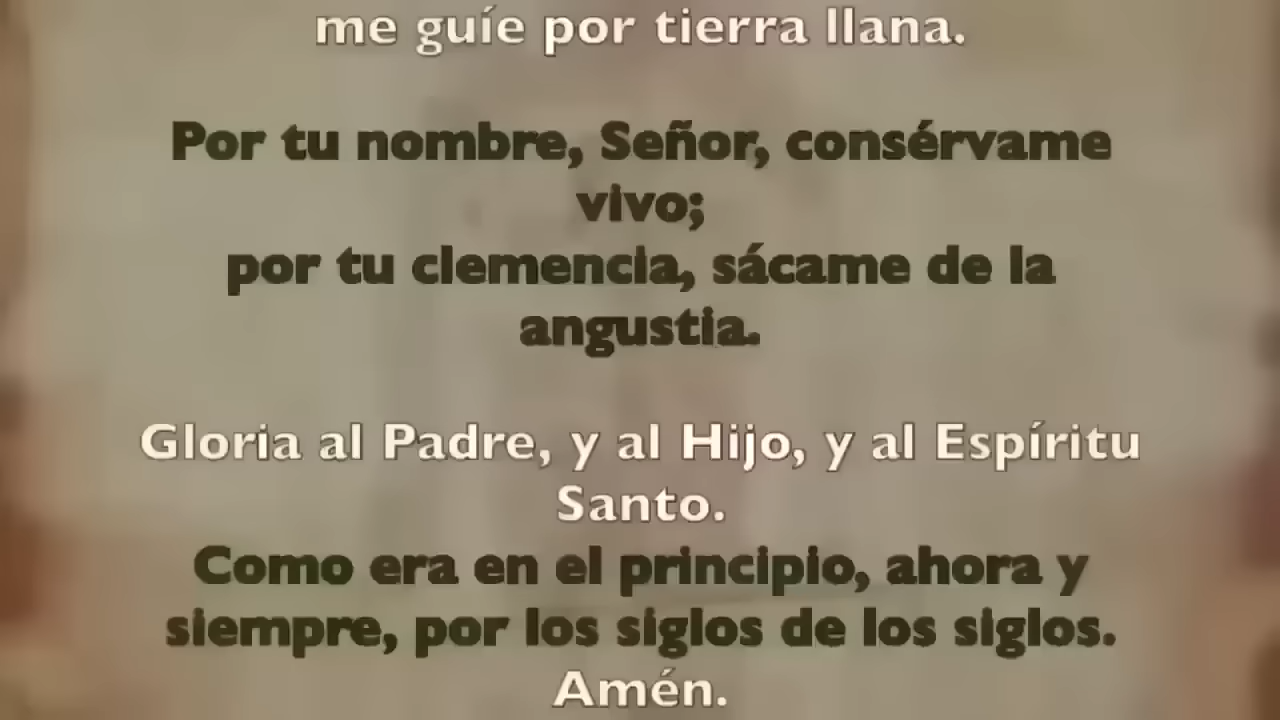 me guíe por tierra llana.
Por tu nombre, Señor, consérvame
vivo;
por tu clemencia, sácame de la
angustia.
Gloria al Padre, y al Hijo, y al Espíritu
Santo.
Como era en el principio, ahora y
siempre, por los siglos de los siglos.
Amén.